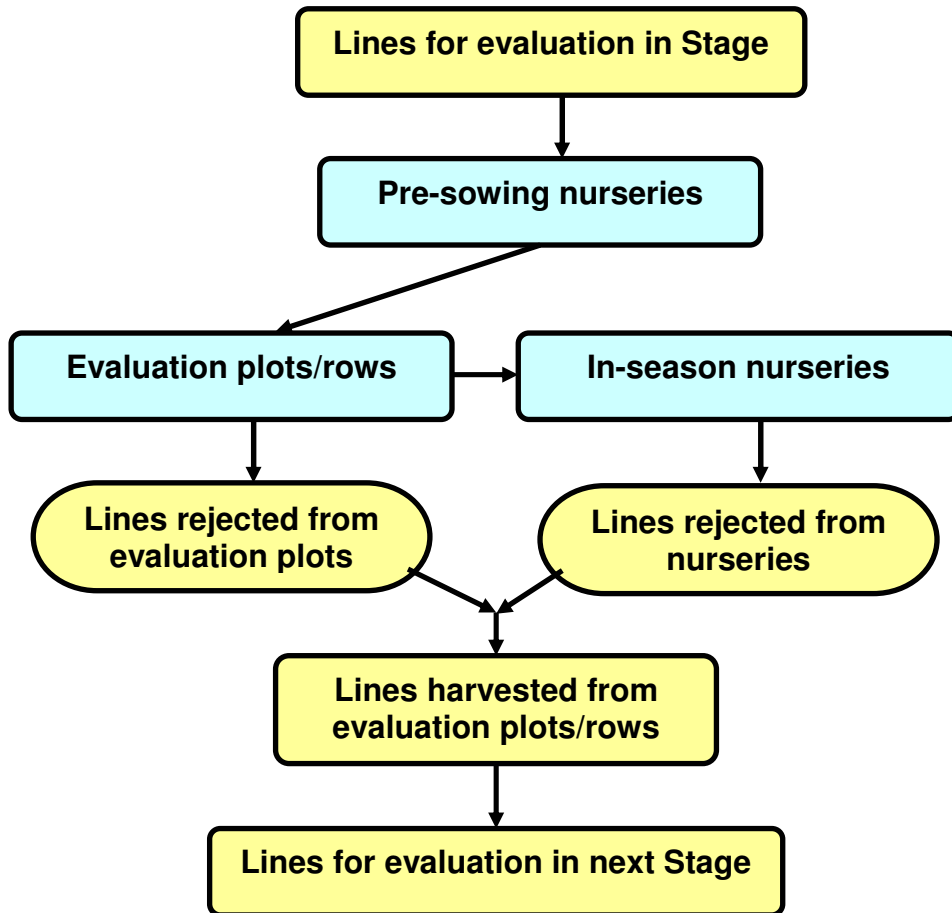 Lines for evaluation in Stage
Pre-sowing nurseries
Evaluation plots/rows
In-season nurseries
Lines rejected from
evaluation plots
Lines rejected from
nurseries
Lines harvested from
evaluation plots/rows
Lines for evaluation in next Stage